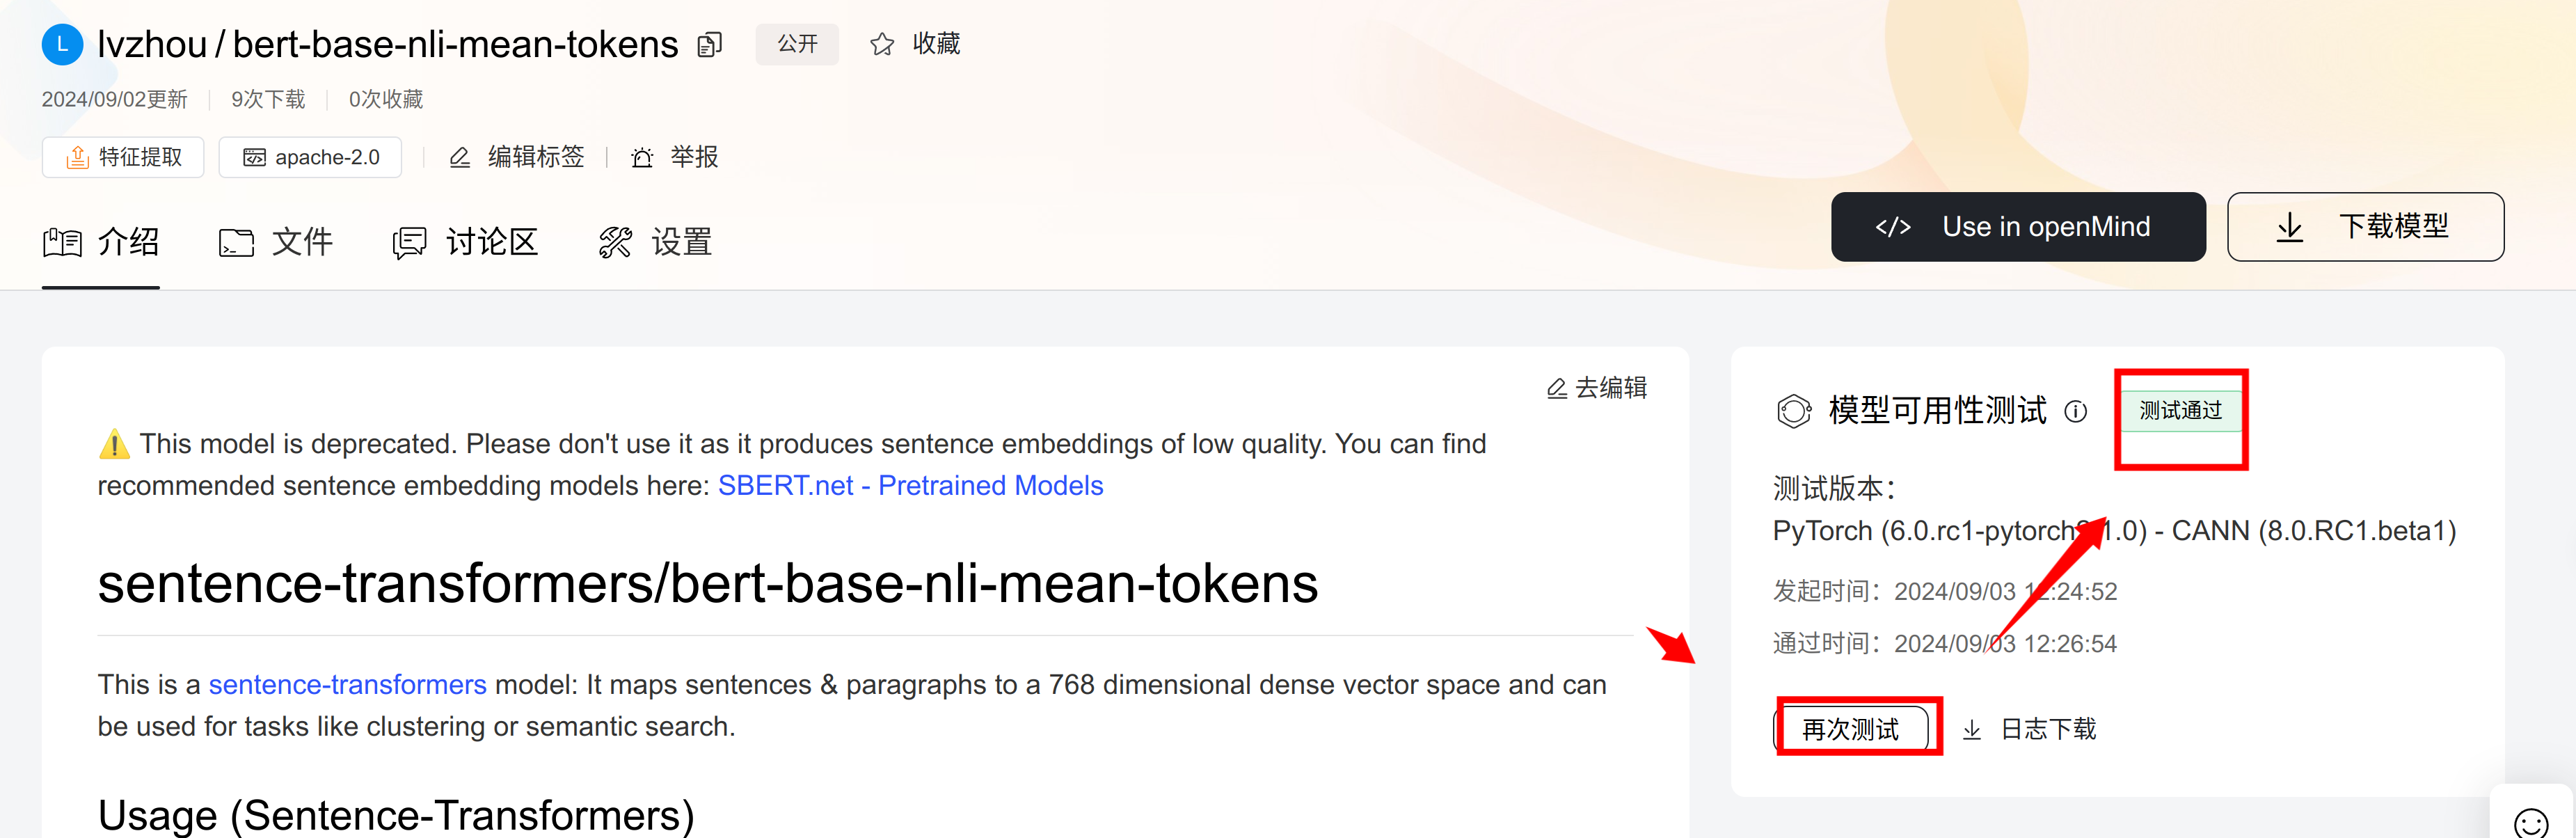 L lvzhou / bert-base-nli-mean-tokens 公开 收藏
2024/09/02更新 9次下载 0次收藏
特征提取 apache-2.0 编辑标签 举报
介绍 文件 讨论区 设置
</> Use in openMind 下载模型
去编辑
This model is deprecated. Please don't use it as it produces sentence embeddings of low quality. You can find
recommended sentence embedding models here: SBERT.net - Pretrained Models
sentence-transformers/bert-base-nli-mean-tokens
This is a sentence-transformers model: It maps sentences & paragraphs to a 768 dimensional dense vector space and can
be used for tasks like clustering or semantic search.
Usage (Sentence-Transformers)
模型可用性测试 测试通过
测试版本：
PyTorch (6.0.rc1-pytorch2.1.0) - CANN (8.0.RC1.beta1)
发起时间：2024/09/03 12:24:52
通过时间：2024/09/03 12:26:54
再次测试 日志下载